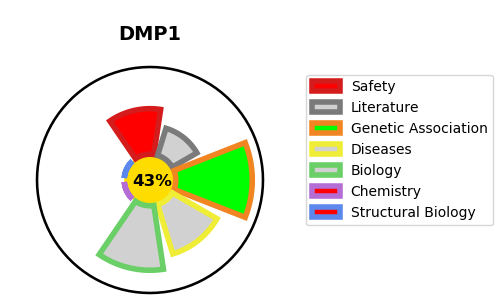 DMP1
Safety
Literature
Genetic Association
Diseases
Biology
Chemistry
Structural Biology
43%